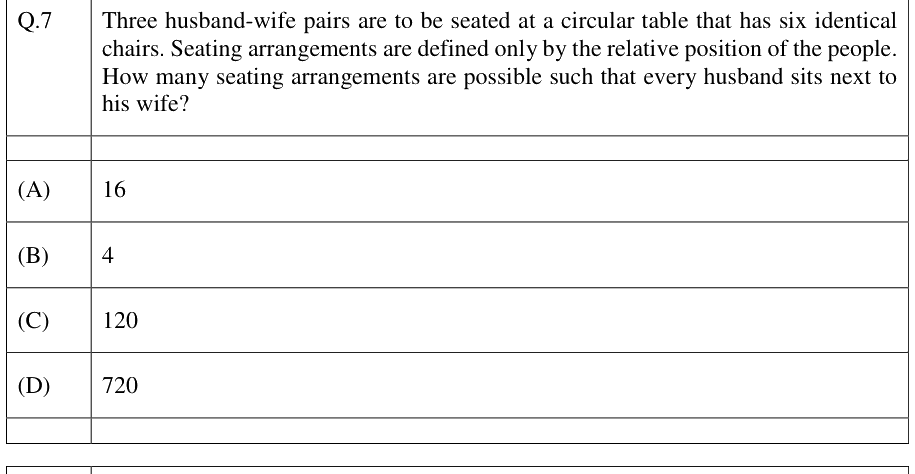 Q.7 Three husband-wife pairs are to be seated at a circular table that has six identical
chairs. Seating arrangements are defined only by the relative position of the people.
How many seating arrangements are possible such that every husband sits next to
his wife?
(A) 16
(B) 4
(C) 120
(D) 720